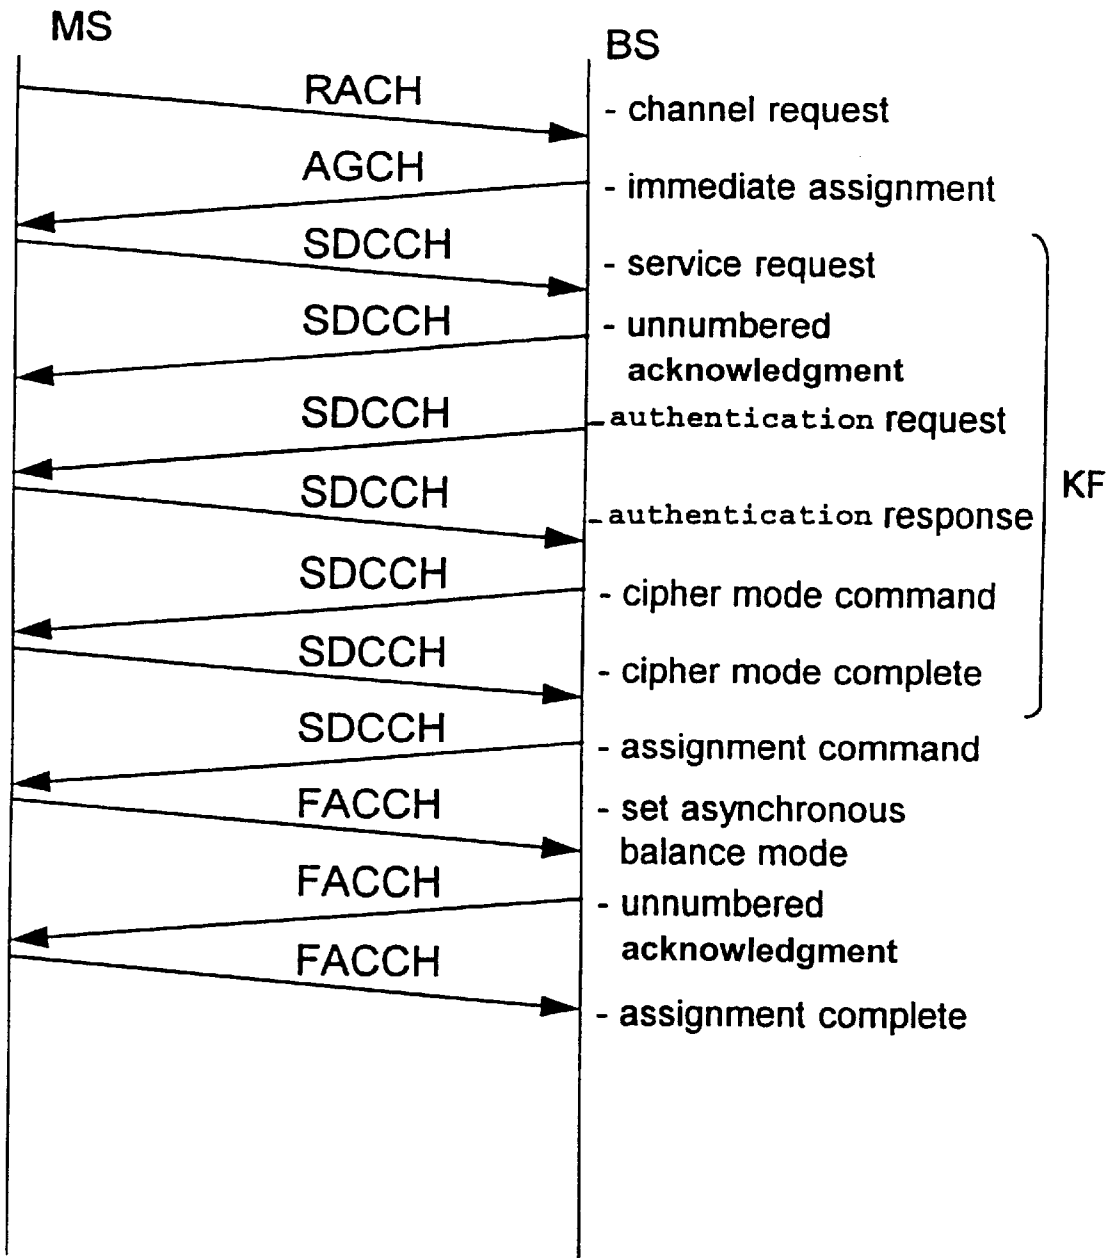 MS
BS
RACH
- channel request
AGCH
- immediate assignment
SDCCH
- service request
SDCCH
- unnumbered
acknowledgment
SDCCH
- authentication request
SDCCH
KF
- authentication response
SDCCH
- cipher mode command
SDCCH
- cipher mode complete
SDCCH
- assignment command
FACCH
- set asynchronous
balance mode
FACCH
- unnumbered
acknowledgment
FACCH
- assignment complete